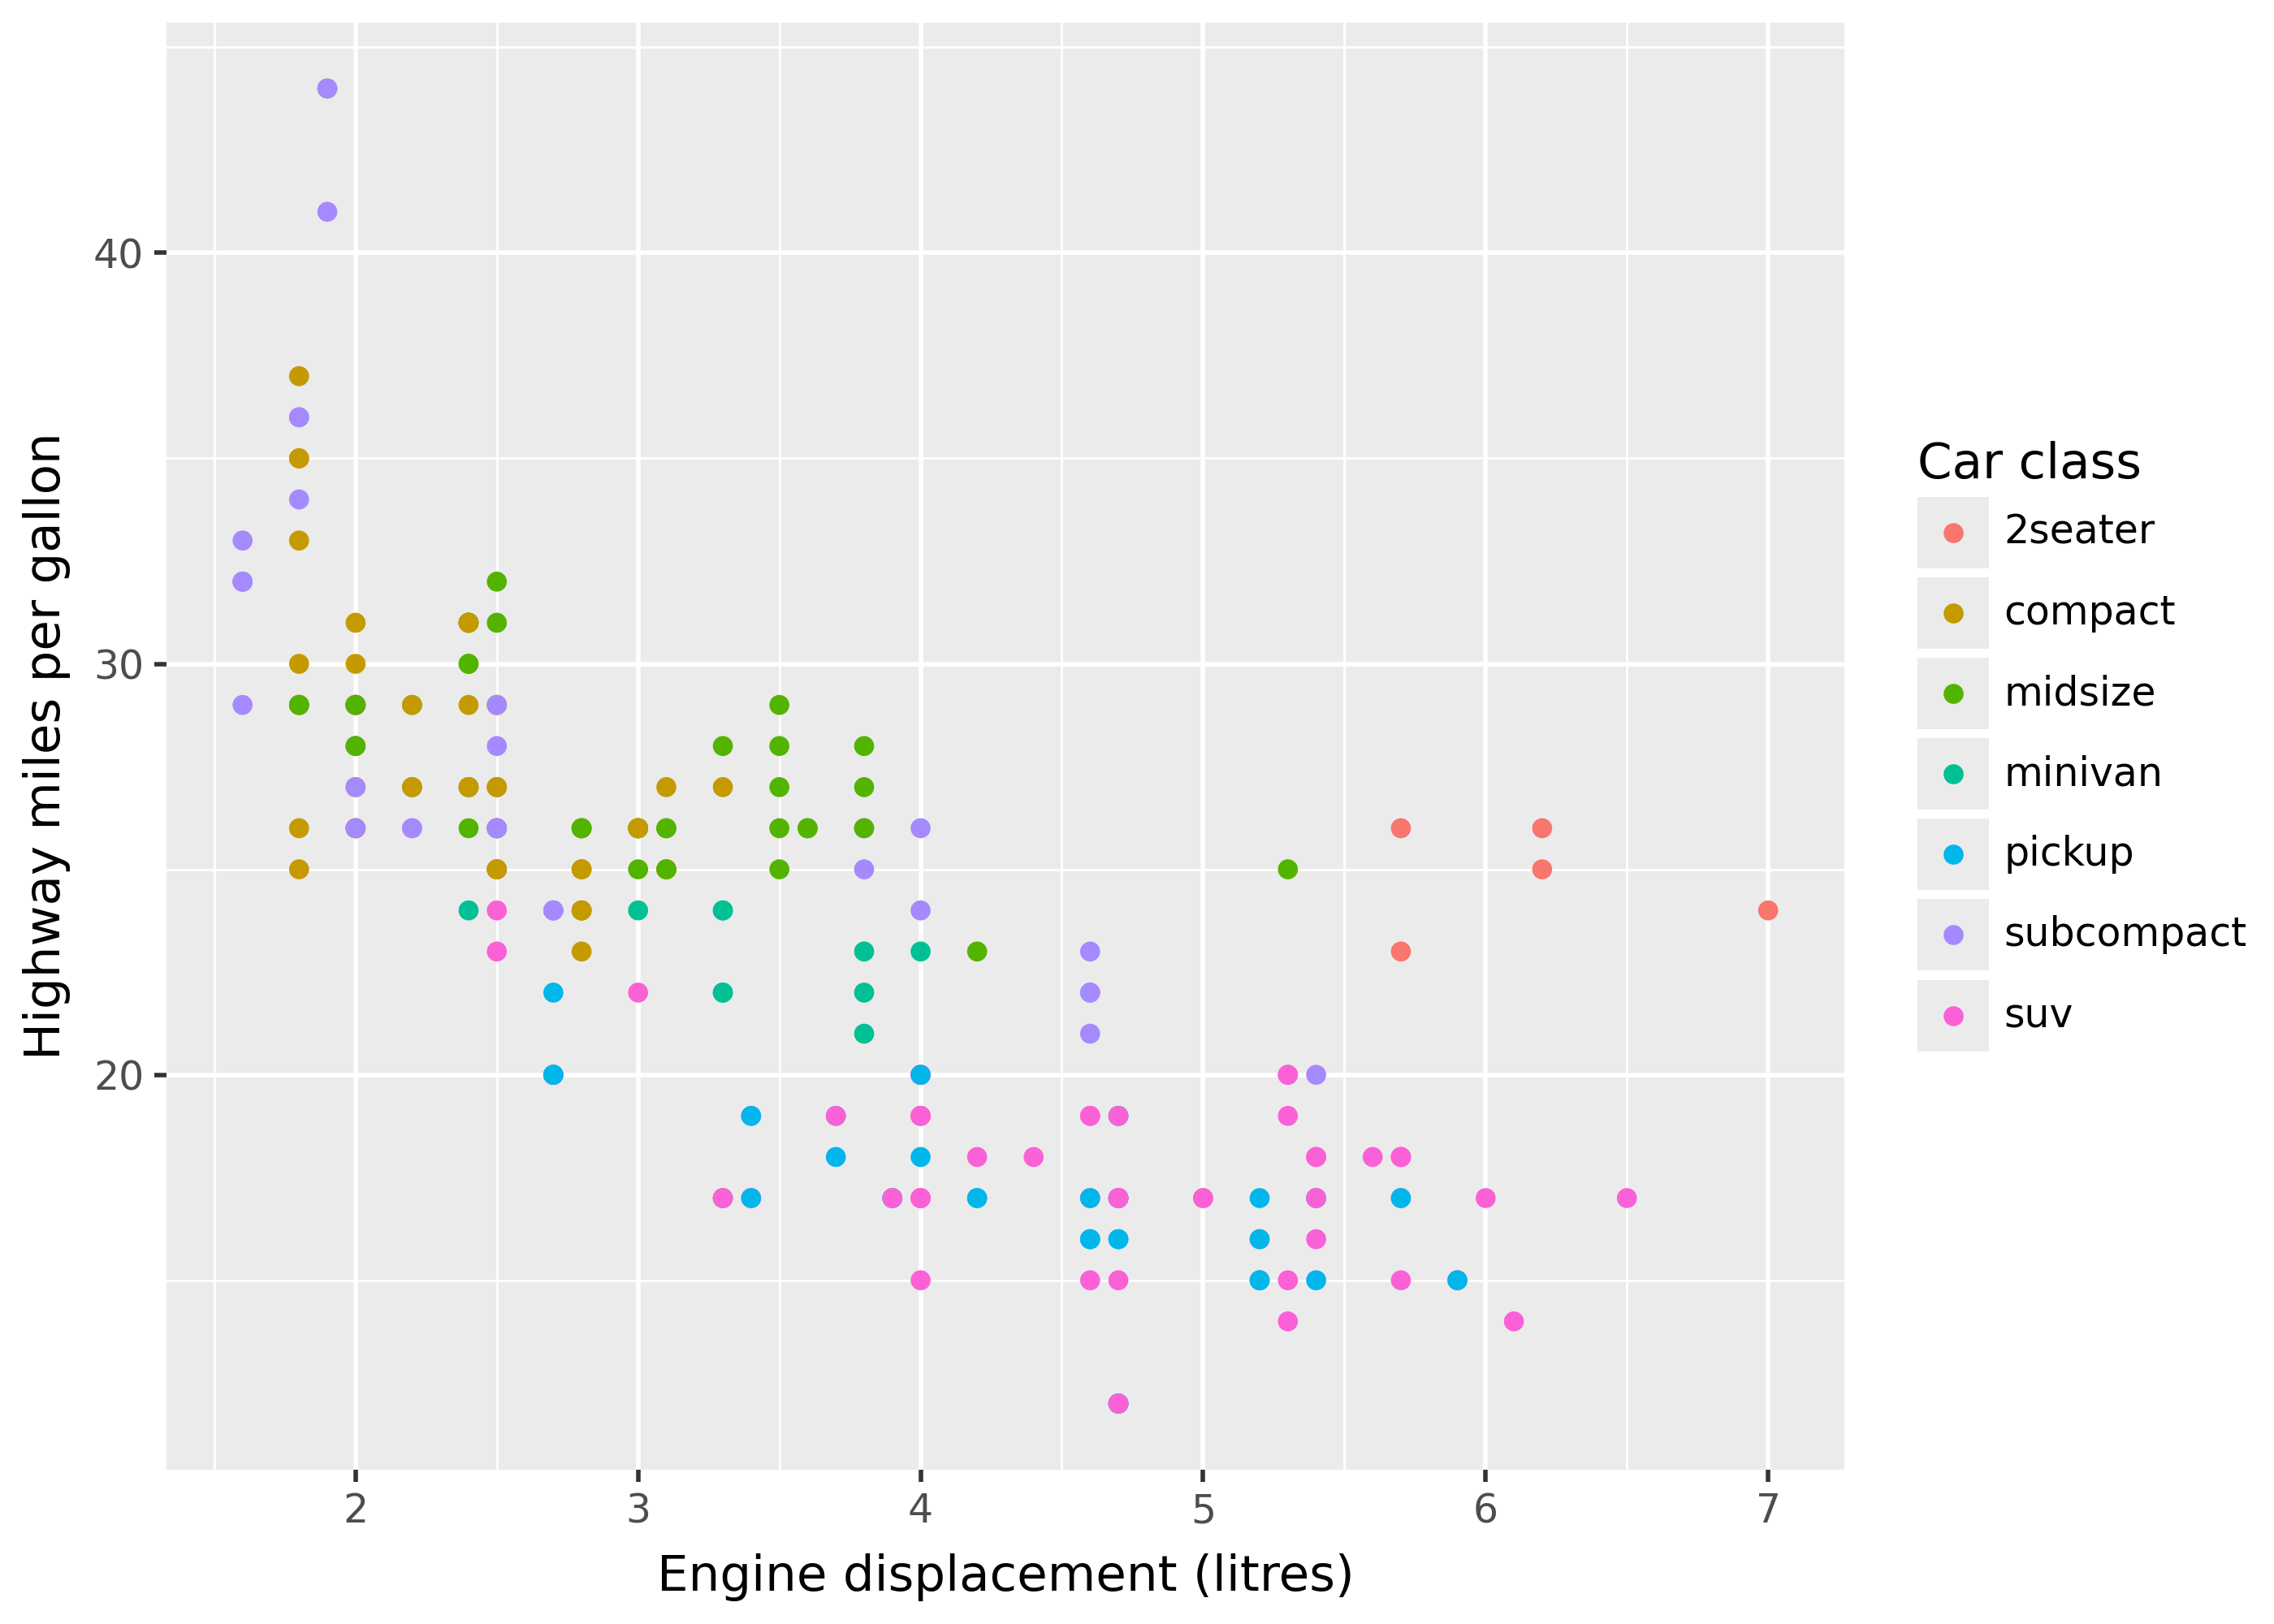 Highway miles per gallon
40
30
20
2 3 4 5 6 7
Engine displacement (litres)
Car class
2seater
compact
midsize
minivan
pickup
subcompact
suv